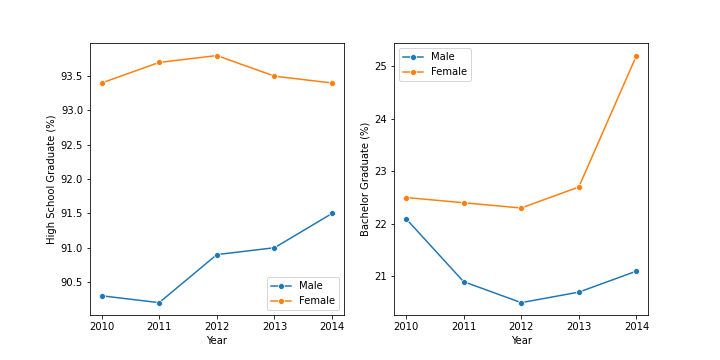 High School Graduate (%)
93.5
93.0
92.5
92.0
91.5
91.0
90.5
Male
Female
2010 2011 2012 2013 2014
Year
Bachelor Graduate (%)
Male
Female
25
24
23
22
21
2010 2011 2012 2013 2014
Year